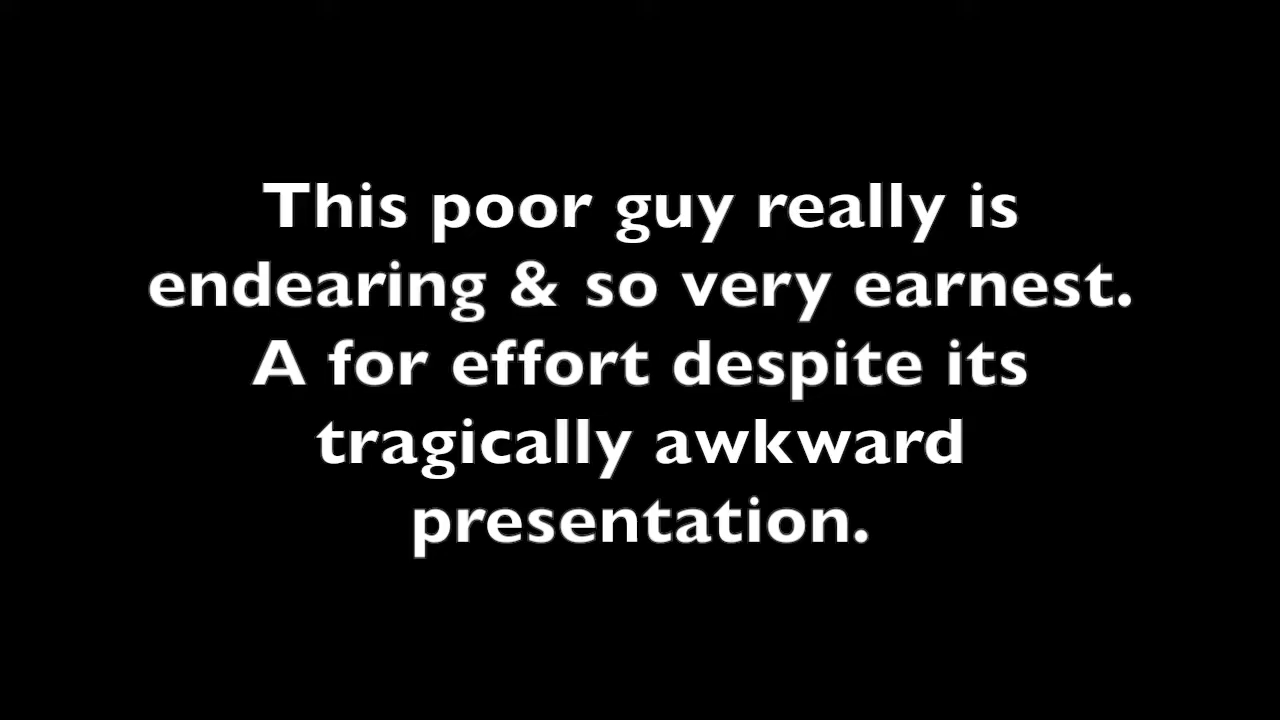 This poor guy really is
endearing & so very earnest.
A for effort despite its
tragically awkward
presentation.